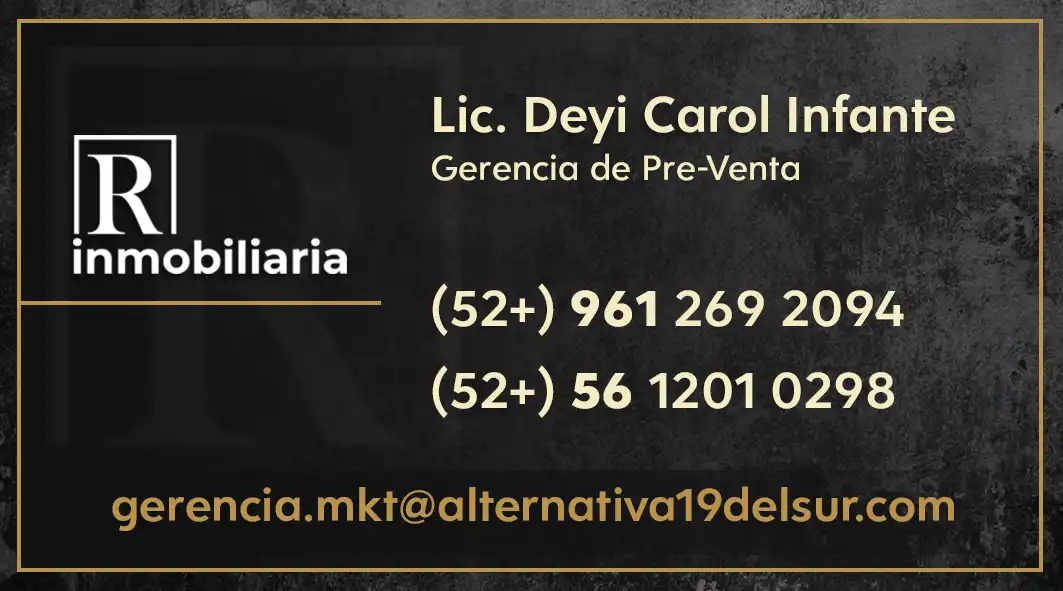 R
inmobiliaria
Lic. Deyi Carol Infante
Gerencia de Pre-Venta
(52+) 961 269 2094
(52+) 56 1201 0298
gerencia.mkt@alternativa19delsur.com